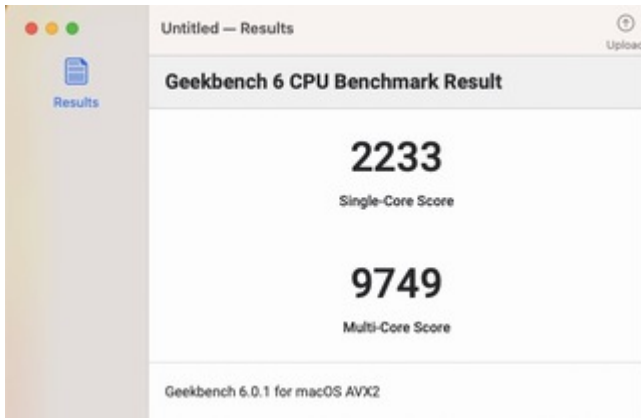 Untitled — Results
Results
Geekbench 6 CPU Benchmark Result
2233
Single-Core Score
9749
Multi-Core Score
Geekbench 6.0.1 for macOS AVX2